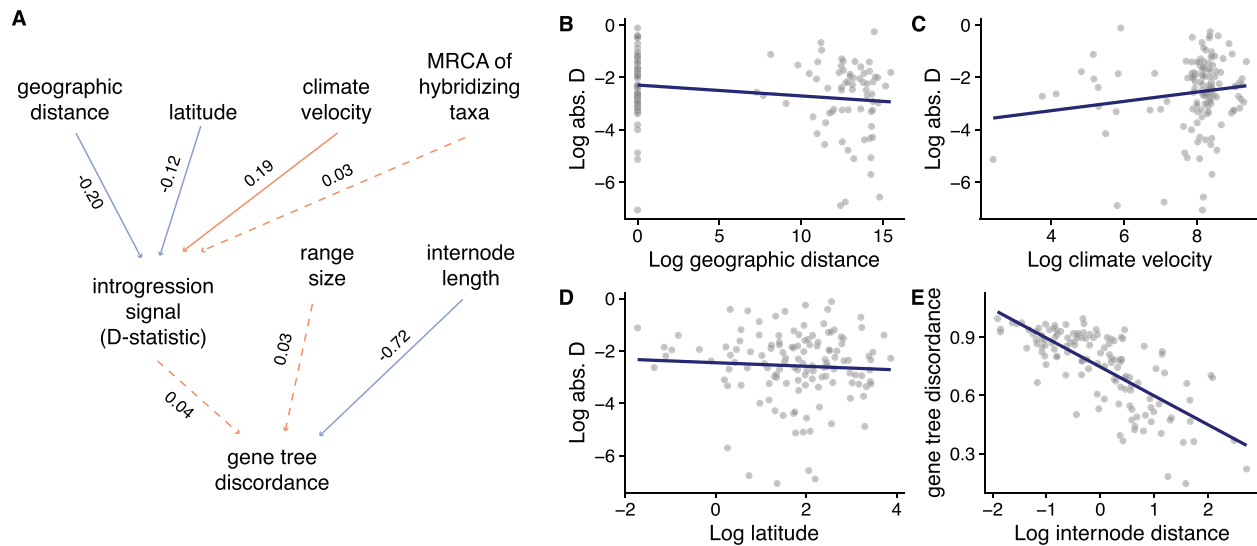 A
geographic
distance
latitude
climate
velocity
MRCA of
hybridizing
taxa
-0.20
-0.12
0.19
0.03
introgression
signal
(D-statistic)
range
size
internode
length
0.04
0.03
-0.72
gene tree
discordance
B
Log abs. D
0
−2
−4
−6
0
5
10
15
Log geographic distance
C
Log abs. D
0
−2
−4
−6
4
6
8
Log climate velocity
D
Log abs. D
0
−2
−4
−6
−2
0
2
4
Log latitude
E
gene tree discordance
0.9
0.6
0.3
−2
−1
0
1
2
Log internode distance